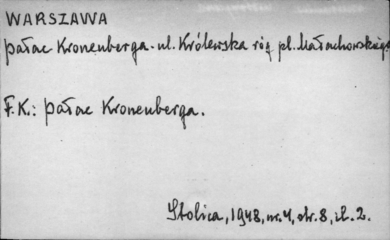 WARSZAWA
pałac Kronenberga - ul. Królewska róg pl. Małachowskiego
F.K.: pałac Kronenberga.
Stolica, 1948, nr. 4, str. 8, il. 2.